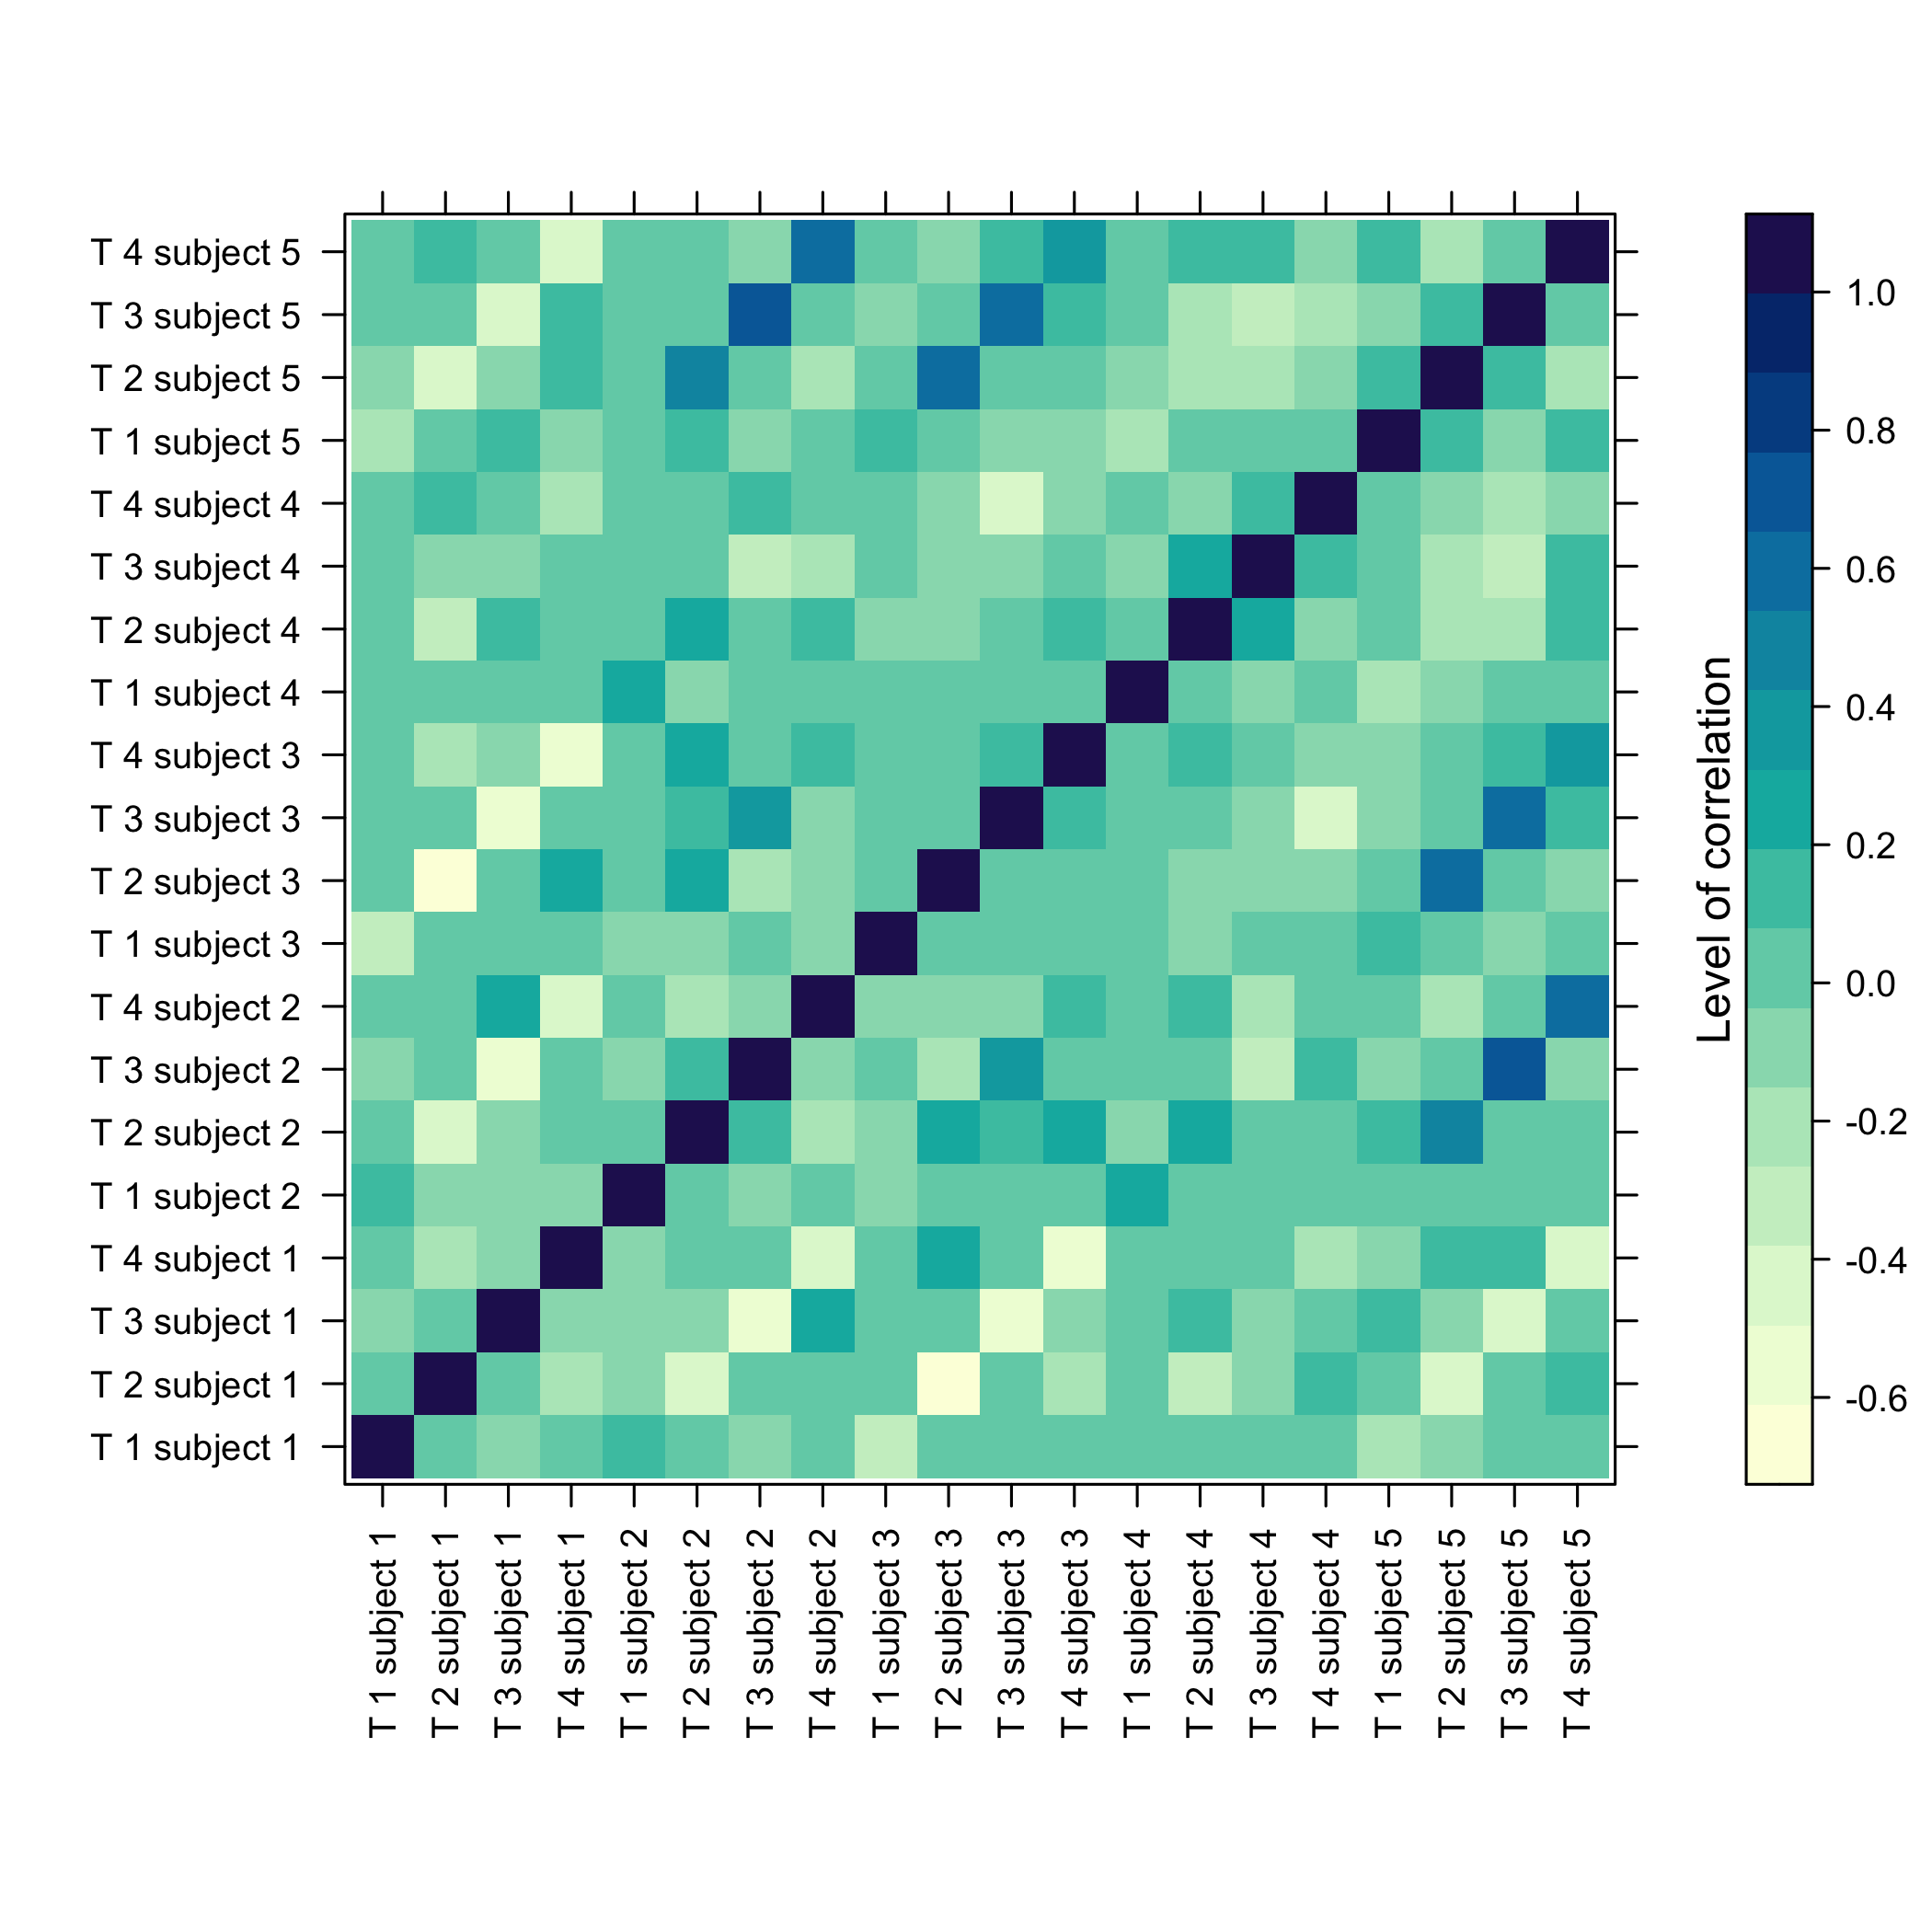 T 4 subject 5
T 3 subject 5
T 2 subject 5
T 1 subject 5
T 4 subject 4
T 3 subject 4
T 2 subject 4
T 1 subject 4
T 4 subject 3
T 3 subject 3
T 2 subject 3
T 1 subject 3
T 4 subject 2
T 3 subject 2
T 2 subject 2
T 1 subject 2
T 4 subject 1
T 3 subject 1
T 2 subject 1
T 1 subject 1
T 1 subject 1
T 2 subject 1
T 3 subject 1
T 4 subject 1
T 1 subject 2
T 2 subject 2
T 3 subject 2
T 4 subject 2
T 1 subject 3
T 2 subject 3
T 3 subject 3
T 4 subject 3
T 1 subject 4
T 2 subject 4
T 3 subject 4
T 4 subject 4
T 1 subject 5
T 2 subject 5
T 3 subject 5
T 4 subject 5
Level of correlation
1.0
0.8
0.6
0.4
0.2
0.0
-0.2
-0.4
-0.6